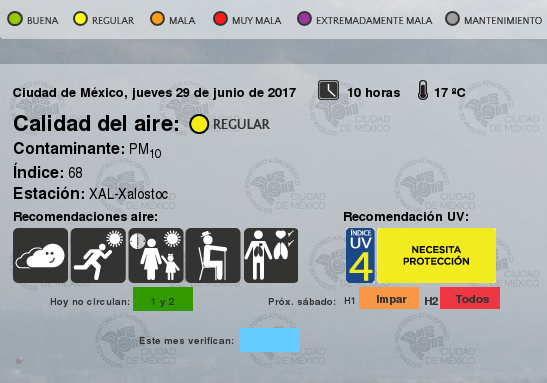 BUENA REGULAR MALA MUY MALA EXTREMADAMENTE MALA MANTENIMIENTO
Ciudad de México, jueves 29 de junio de 2017 10 horas 17 ºC
Calidad del aire: REGULAR
Contaminante: PM10
Índice: 68
Estación: XAL-Xalostoc
Recomendaciones aire: Recomendación UV:
ÍNDICE
UV
4
NECESITA
PROTECCIÓN
Hoy no circulan: 1 y 2 Próx. sábado: H1 Impar H2 Todos
Este mes verifican:
CIUDAD
DE MÉXICO